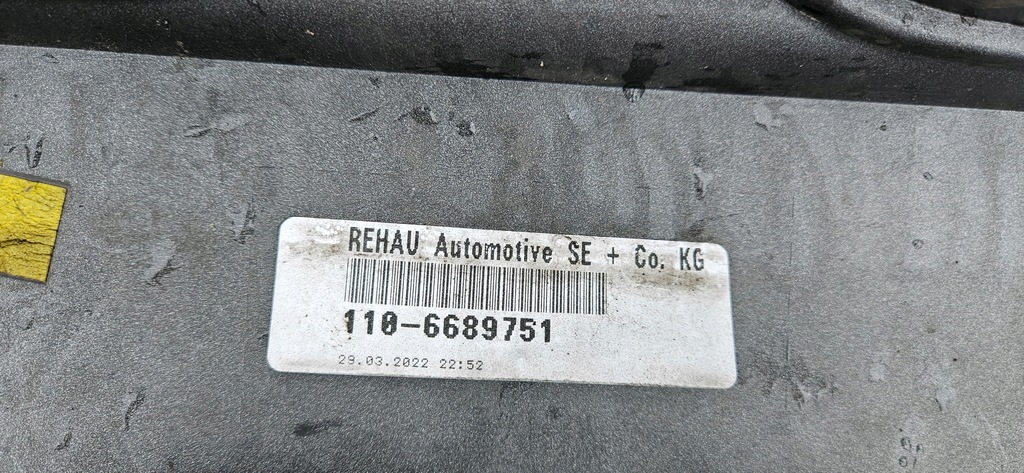 REHAU Automotive SE + Co. KG
110-6689751
29.03.2022 22:52